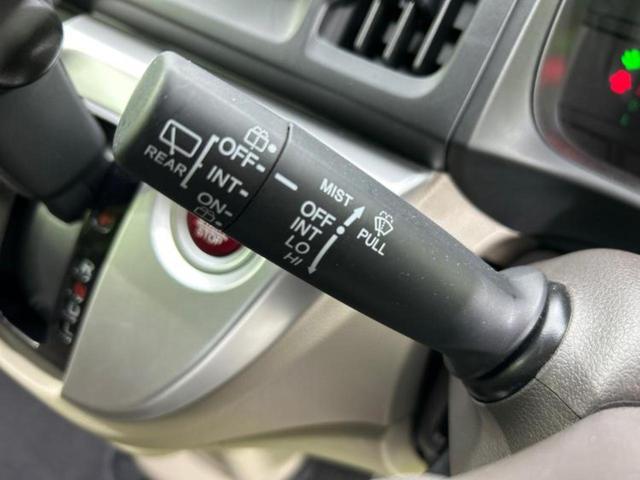 REAR
OFF-
INT-
ON-
MIST
OFF
INT
LO
HI
PULL
STOP